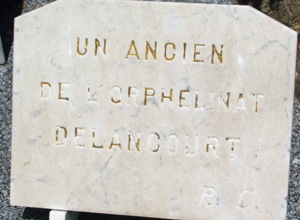 UN ANCIEN
DE L'ORPHELINAT
DELANCOURT
R. C.